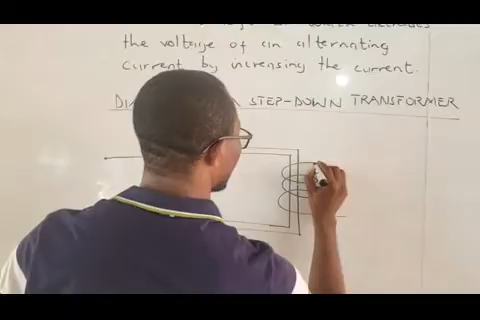 the voltage of an alternating
current by increasing the current.
STEP-DOWN TRANSFORMER